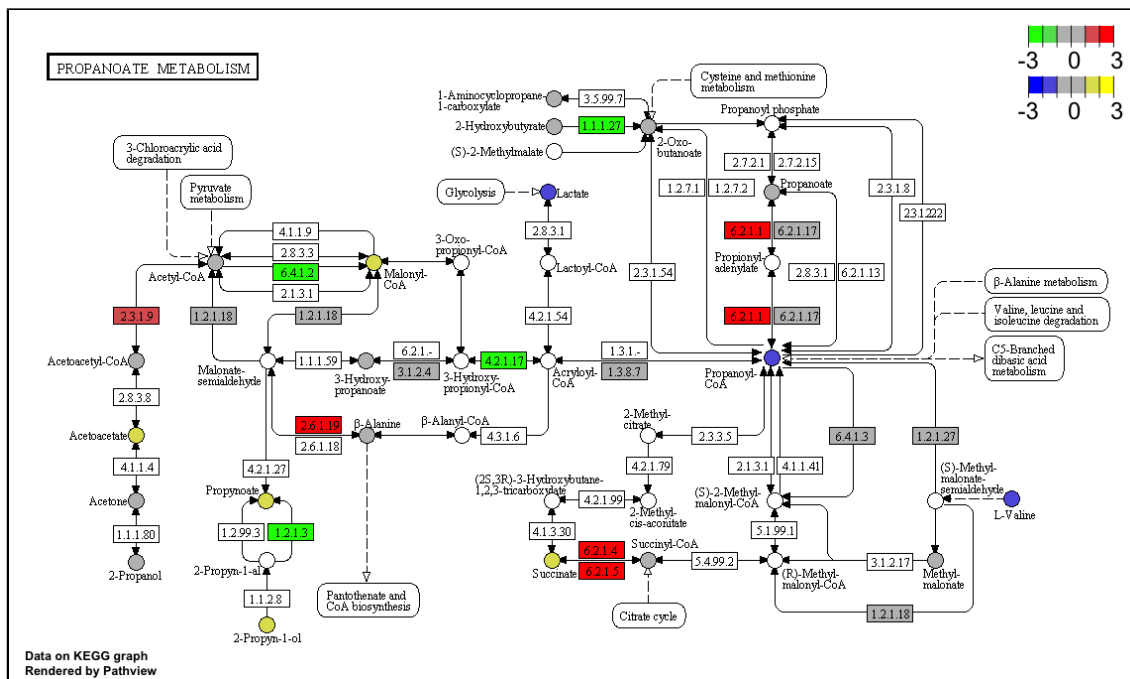 PROPANOATE METABOLISM
-3 0 3
-3 0 3
Cysteine and methionine
metabolism
1-Aminocyclopropane
1-carboxylate
3.5.99.7
Propanoyl phosphate
2-Hydroxybutyrate
1.1.1.27
2-Oxo-
butanoate
(S)-2-Methylmalate
3-Chloroacrylic acid
degradation
2.7.2.1
2.7.2.15
Pyruvate
metabolism
Glycolysis
Lactate
1.2.7.1
1.2.7.2
Propanoate
2.3.1.8
2.3.1.222
4.1.1.9
2.8.3.1
6.2.1.1
6.2.1.17
3-Oxo-
propionyl-CoA
2.8.3.3
Acetyl-CoA
6.4.1.2
Malonyl-
CoA
Lactoyl-CoA
2.3.1.54
Propionyl-
adenylate
2.8.3.1
6.2.1.13
2.1.3.1
β-Alanine metabolism
2.3.1.9
1.2.1.18
1.2.1.18
4.2.1.54
6.2.1.1
6.2.1.17
Valine, leucine and
isoleucine degradation
Acetoacetyl-CoA
Malonate-
semialdehyde
1.1.1.59
3-Hydroxy-
propanoate
6.2.1.-
3.1.2.4
3-Hydroxy-
propionyl-CoA
4.2.1.17
Acryloyl-
CoA
1.3.1.-
1.3.8.7
Propanoyl-
CoA
C5-Branched
dibasic acid
metabolism
2.8.3.8
Acetoacetate
2.6.1.19
2.6.1.18
β-Alanine
β-Alanyl-CoA
4.3.1.6
2-Methyl-
citrate
2.3.3.5
6.4.1.3
1.2.1.27
4.1.1.4
4.2.1.27
4.2.1.79
2.1.3.1
4.1.1.41
Acetone
Propynoate
(2S,3R)-3-Hydroxybutane-
1,2,3-tricarboxylate
4.2.1.99
2-Methyl-
cis-aconitate
(S)-2-Methyl-
malonyl-CoA
(S)-Methyl-
malonate-
semialdehyde
L-Valine
1.1.1.80
1.2.99.3
1.2.1.3
4.1.3.30
5.1.99.1
2-Propanol
2-Propyn-1-al
Succinate
6.2.1.4
6.2.1.5
Succinyl-CoA
5.4.99.2
(R)-Methyl-
malonyl-CoA
3.1.2.17
Methyl-
malonate
1.1.2.8
Pantothenate and
CoA biosynthesis
Citrate cycle
1.2.1.18
2-Propyn-1-ol
Data on KEGG graph
Rendered by Pathview